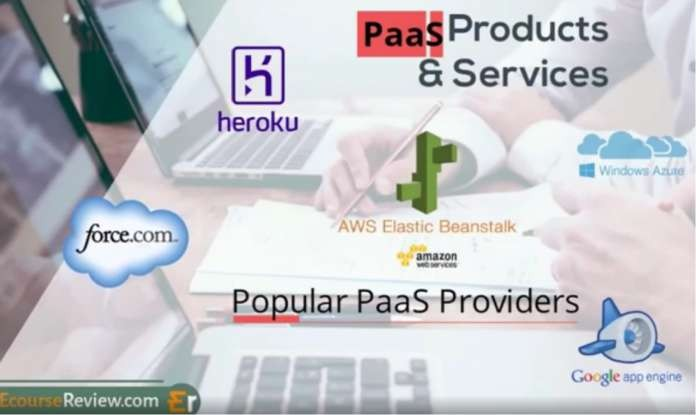 PaaS Products
& Services
heroku
Windows Azure
AWS Elastic Beanstalk
force.com
amazon
web services
Popular PaaS Providers
Google app engine
EcourseReview.com Er